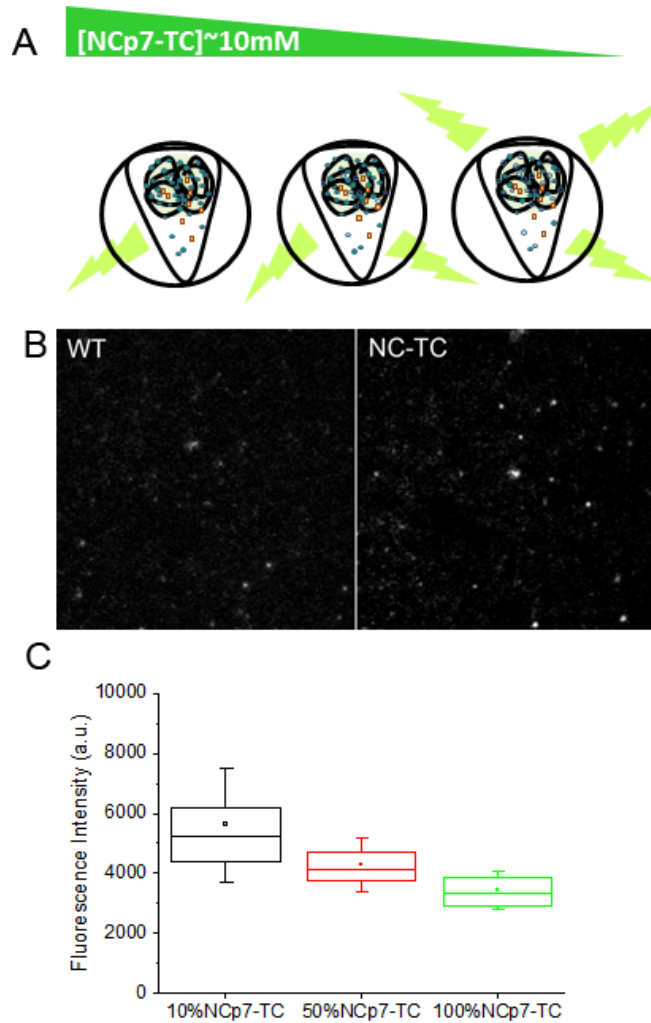 A
[NCp7-TC]~10mM
B
WT
NC-TC
C
10000
8000
6000
4000
2000
0
Fluorescence Intensity (a.u.)
10%NCp7-TC 50%NCp7-TC 100%NCp7-TC